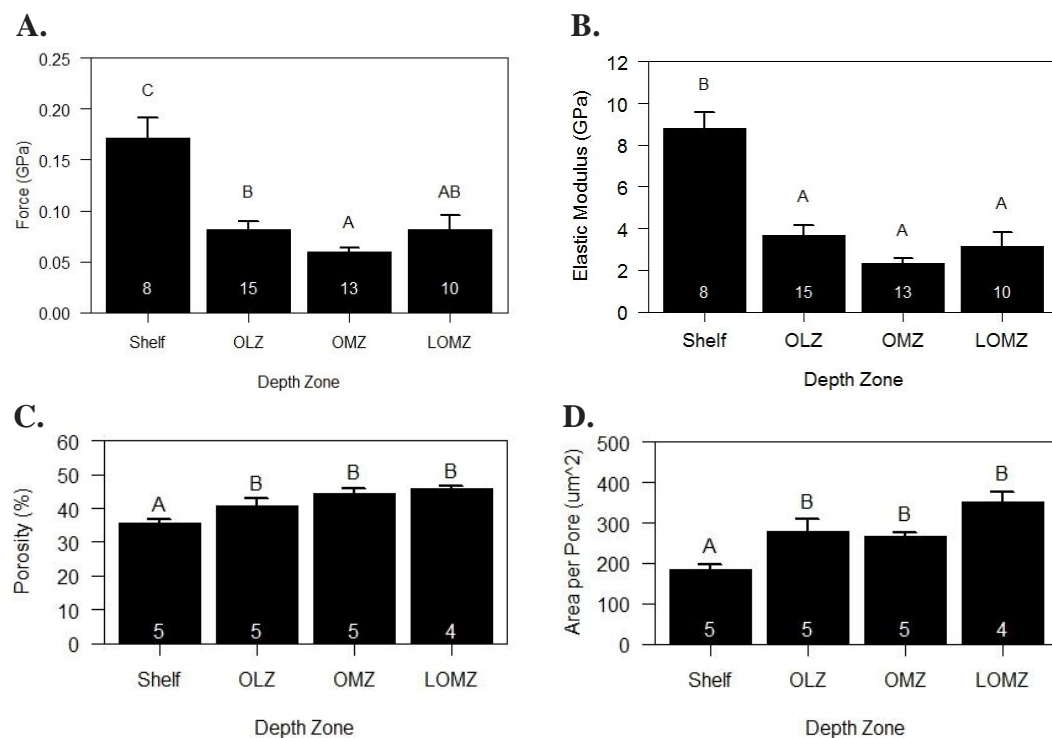 A.
Force (GPa)
0.25
0.20
0.15
0.10
0.05
0.00
C
B
A
AB
8
15
13
10
Shelf
OLZ
OMZ
LOMZ
Depth Zone
B.
Elastic Modulus (GPa)
12
10
8
6
4
2
0
B
A
A
A
8
15
13
10
Shelf
OLZ
OMZ
LOMZ
Depth Zone
C.
Porosity (%)
60
50
40
30
20
10
0
A
B
B
B
5
5
5
4
Shelf
OLZ
OMZ
LOMZ
Depth Zone
D.
Area per Pore (um^2)
500
400
300
200
100
0
A
B
B
B
5
5
5
4
Shelf
OLZ
OMZ
LOMZ
Depth Zone